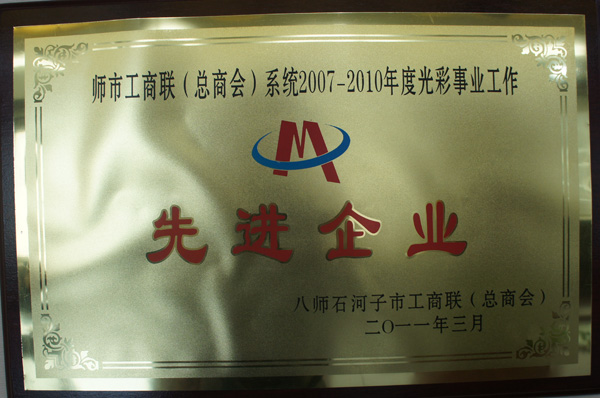 师市工商联（总商会）系统2007-2010年度光彩事业工作
先进企业
八师石河子市工商联（总商会）
二〇一一年三月